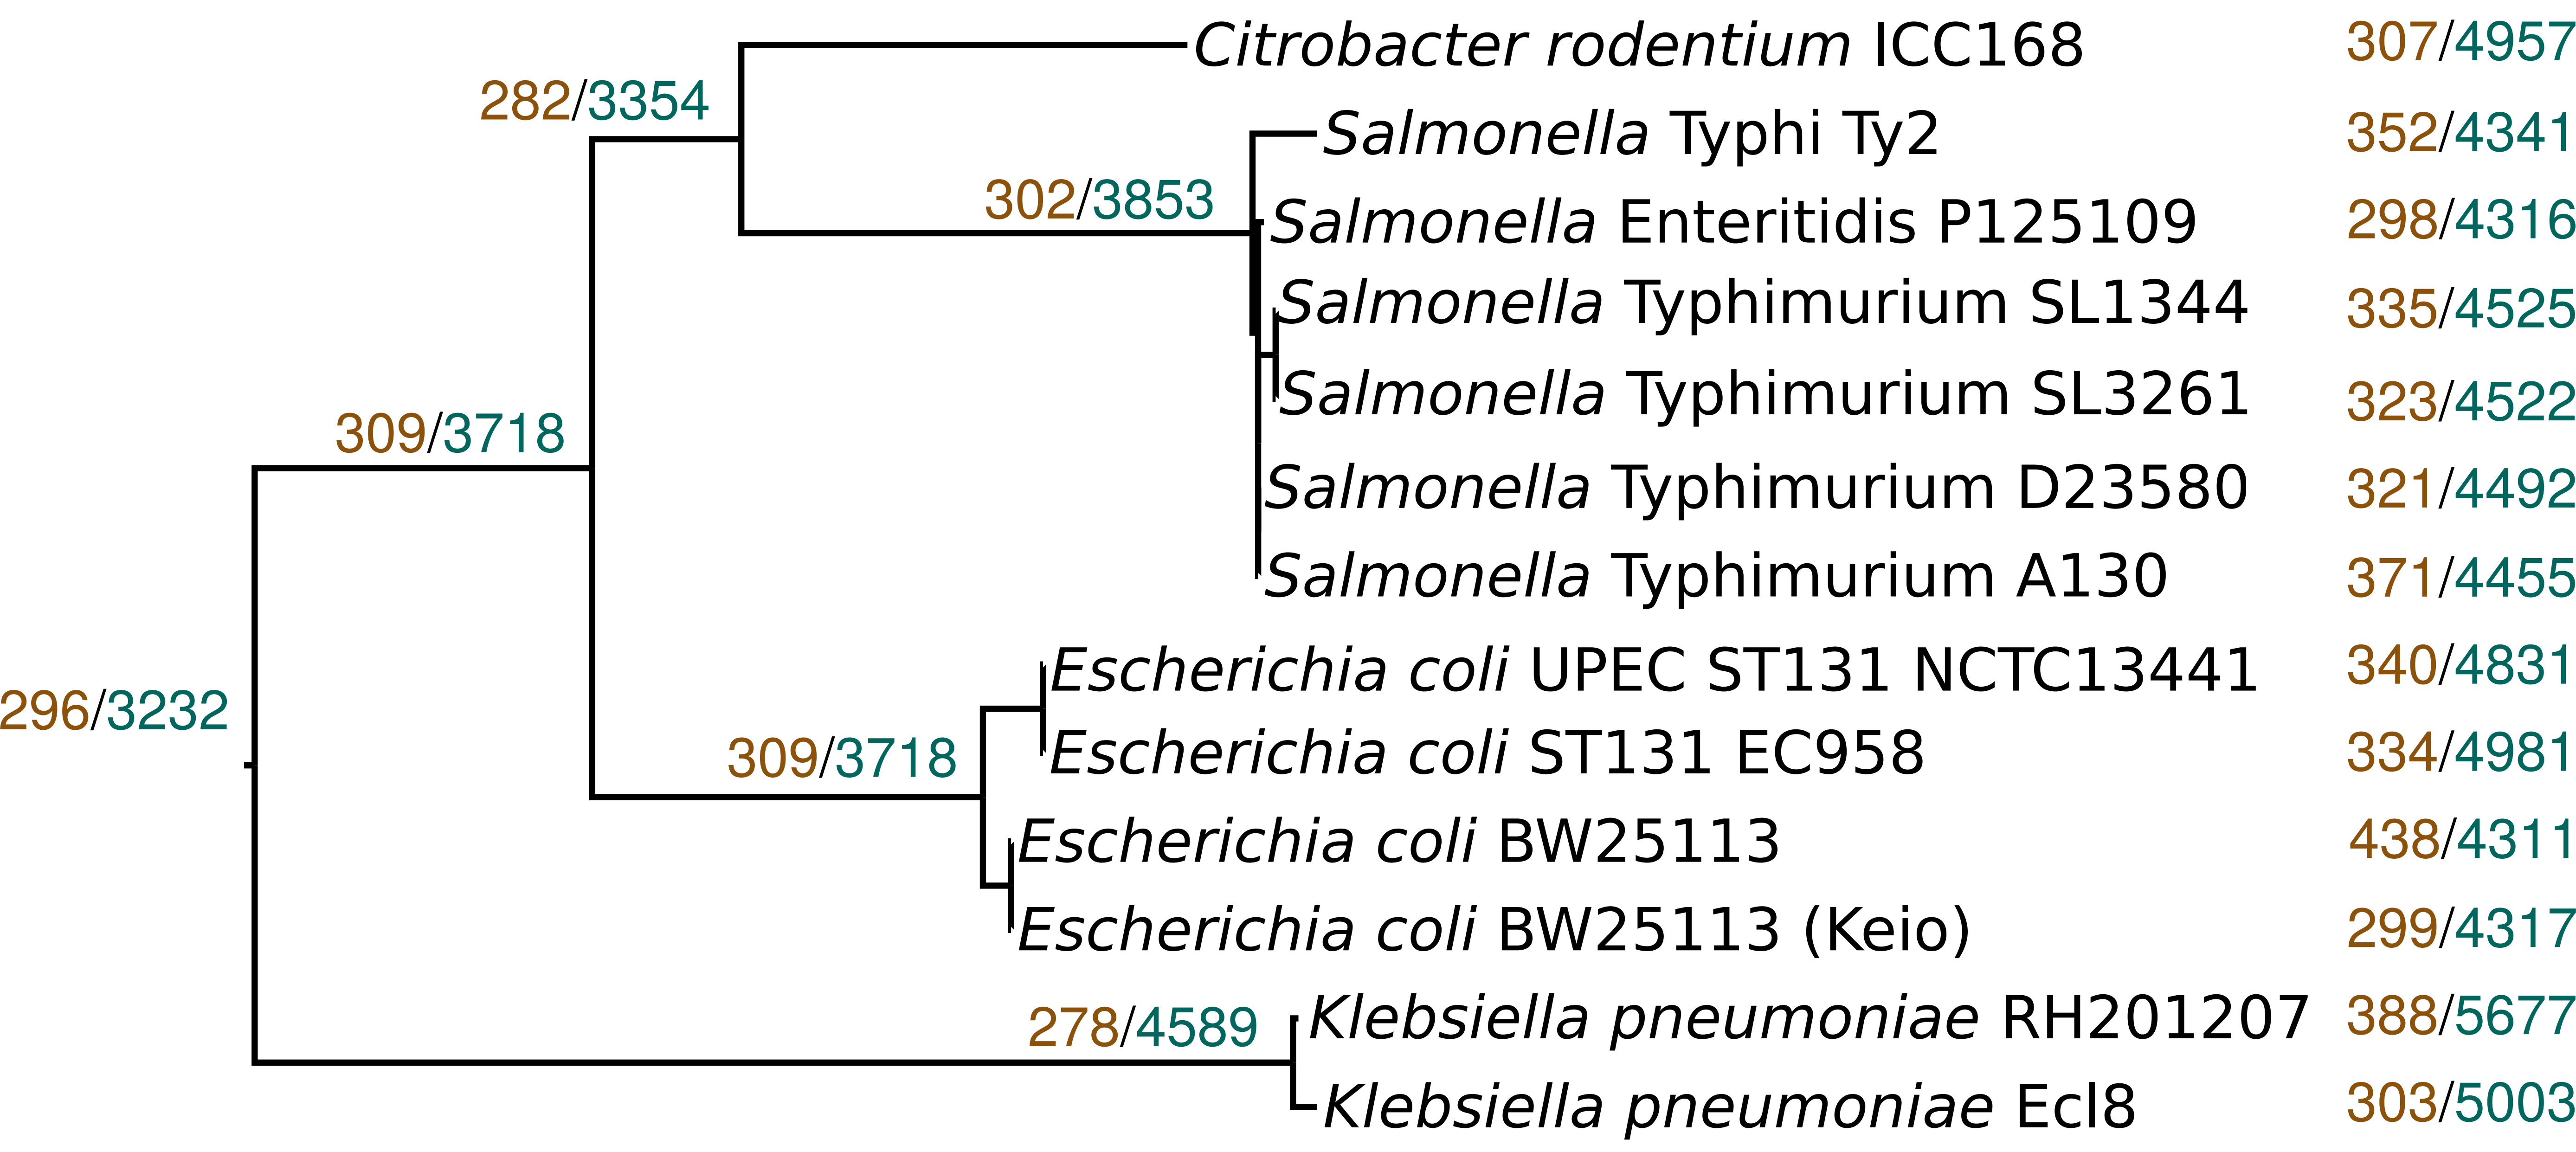 Citrobacter rodentium ICC168 307/4957
282/3354
Salmonella Typhi Ty2 352/4341
302/3853
Salmonella Enteritidis P125109 298/4316
Salmonella Typhimurium SL1344 335/4525
Salmonella Typhimurium SL3261 323/4522
309/3718
Salmonella Typhimurium D23580 321/4492
Salmonella Typhimurium A130 371/4455
Escherichia coli UPEC ST131 NCTC13441 340/4831
296/3232
Escherichia coli ST131 EC958 334/4981
309/3718
Escherichia coli BW25113 438/4311
Escherichia coli BW25113 (Keio) 299/4317
Klebsiella pneumoniae RH201207 388/5677
278/4589
Klebsiella pneumoniae Ecl8 303/5003